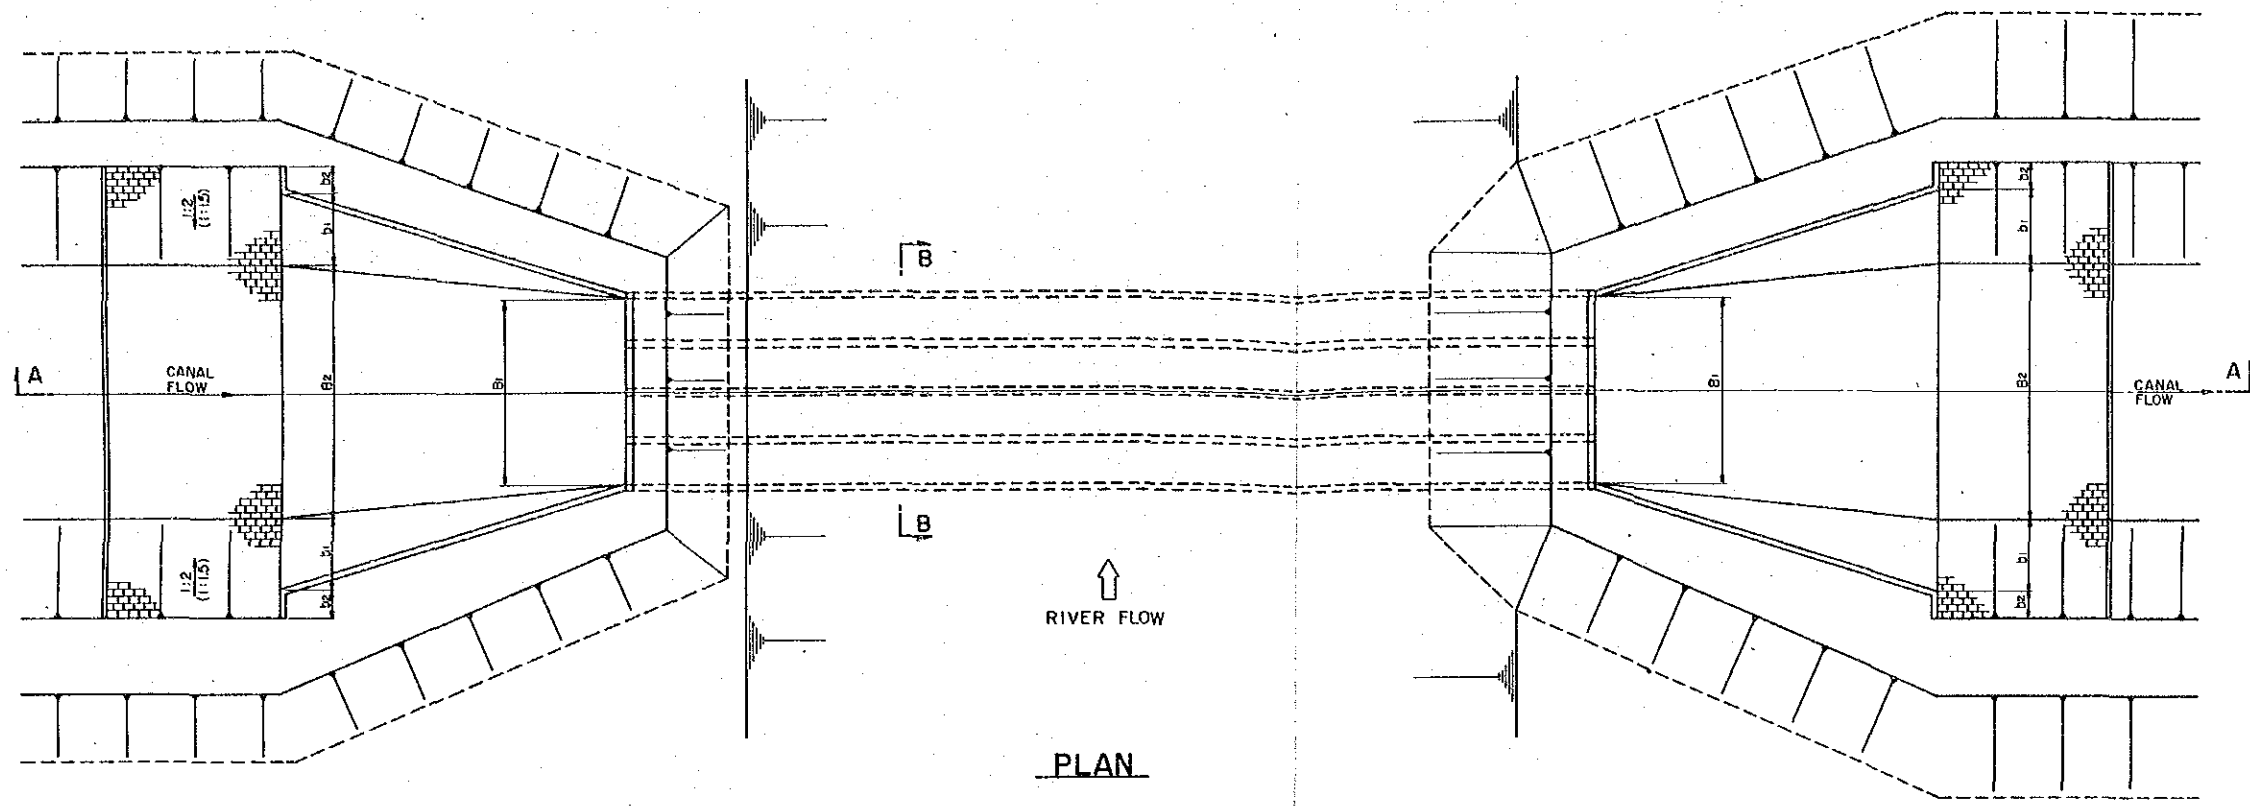 A
CANAL
FLOW
1:2
(1:1.5)
b2
b1
B2
b1
b2
1:2
(1:1.5)
B1
B
B
RIVER FLOW
B1
b2
b1
B2
b1
b2
A
CANAL
FLOW
PLAN